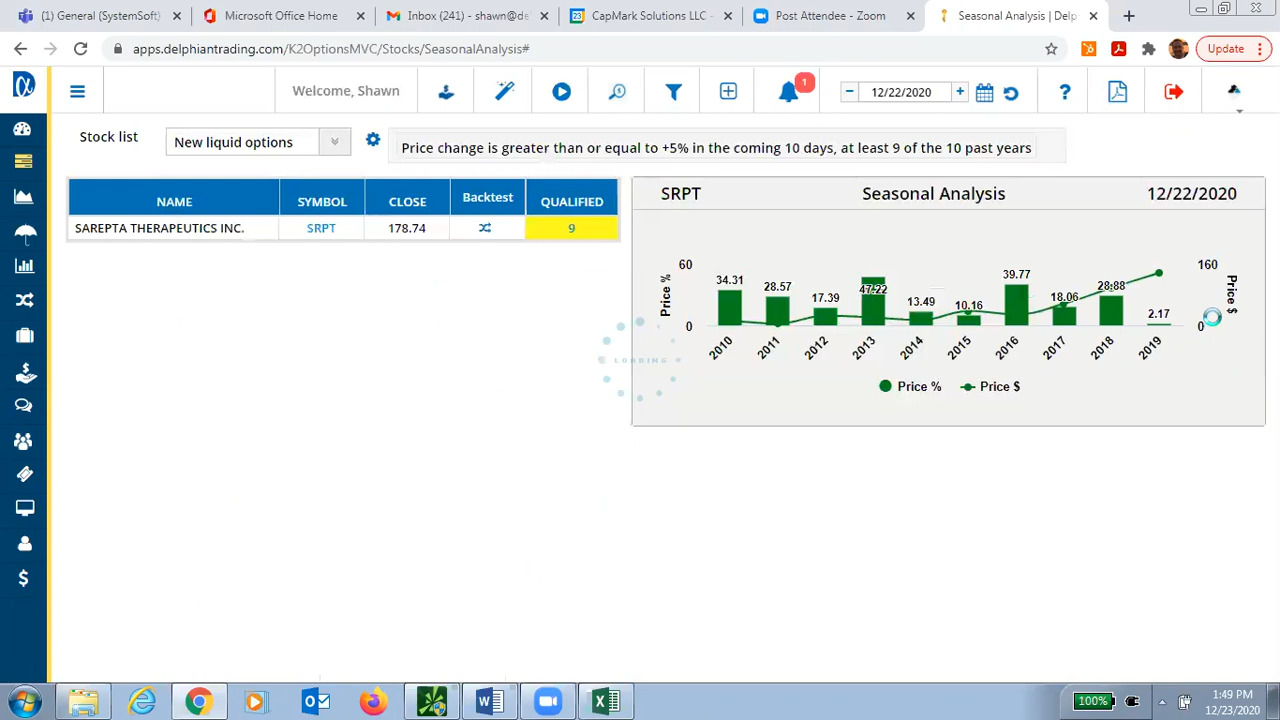 (1) General (SystemSoft)
Microsoft Office Home
Inbox (241) - shawn@de
CapMark Solutions LLC -
Post Attendee - Zoom
Seasonal Analysis | Delp
apps.delphiantrading.com/K2OptionsMVC/Stocks/SeasonalAnalysis#
Update
Welcome, Shawn
1
12/22/2020
Stock list
New liquid options
Price change is greater than or equal to +5% in the coming 10 days, at least 9 of the 10 past years
NAME SYMBOL CLOSE Backtest QUALIFIED
SAREPTA THERAPEUTICS INC. SRPT 178.74 9
SRPT Seasonal Analysis 12/22/2020
Price %
60
0
34.31 28.57 17.39 47.22 13.49 10.16 39.77 18.06 28.88 2.17
160
0
Price $
2010 2011 2012 2013 2014 2015 2016 2017 2018 2019
Price % Price $
LOADING
100%
1:49 PM
12/23/2020